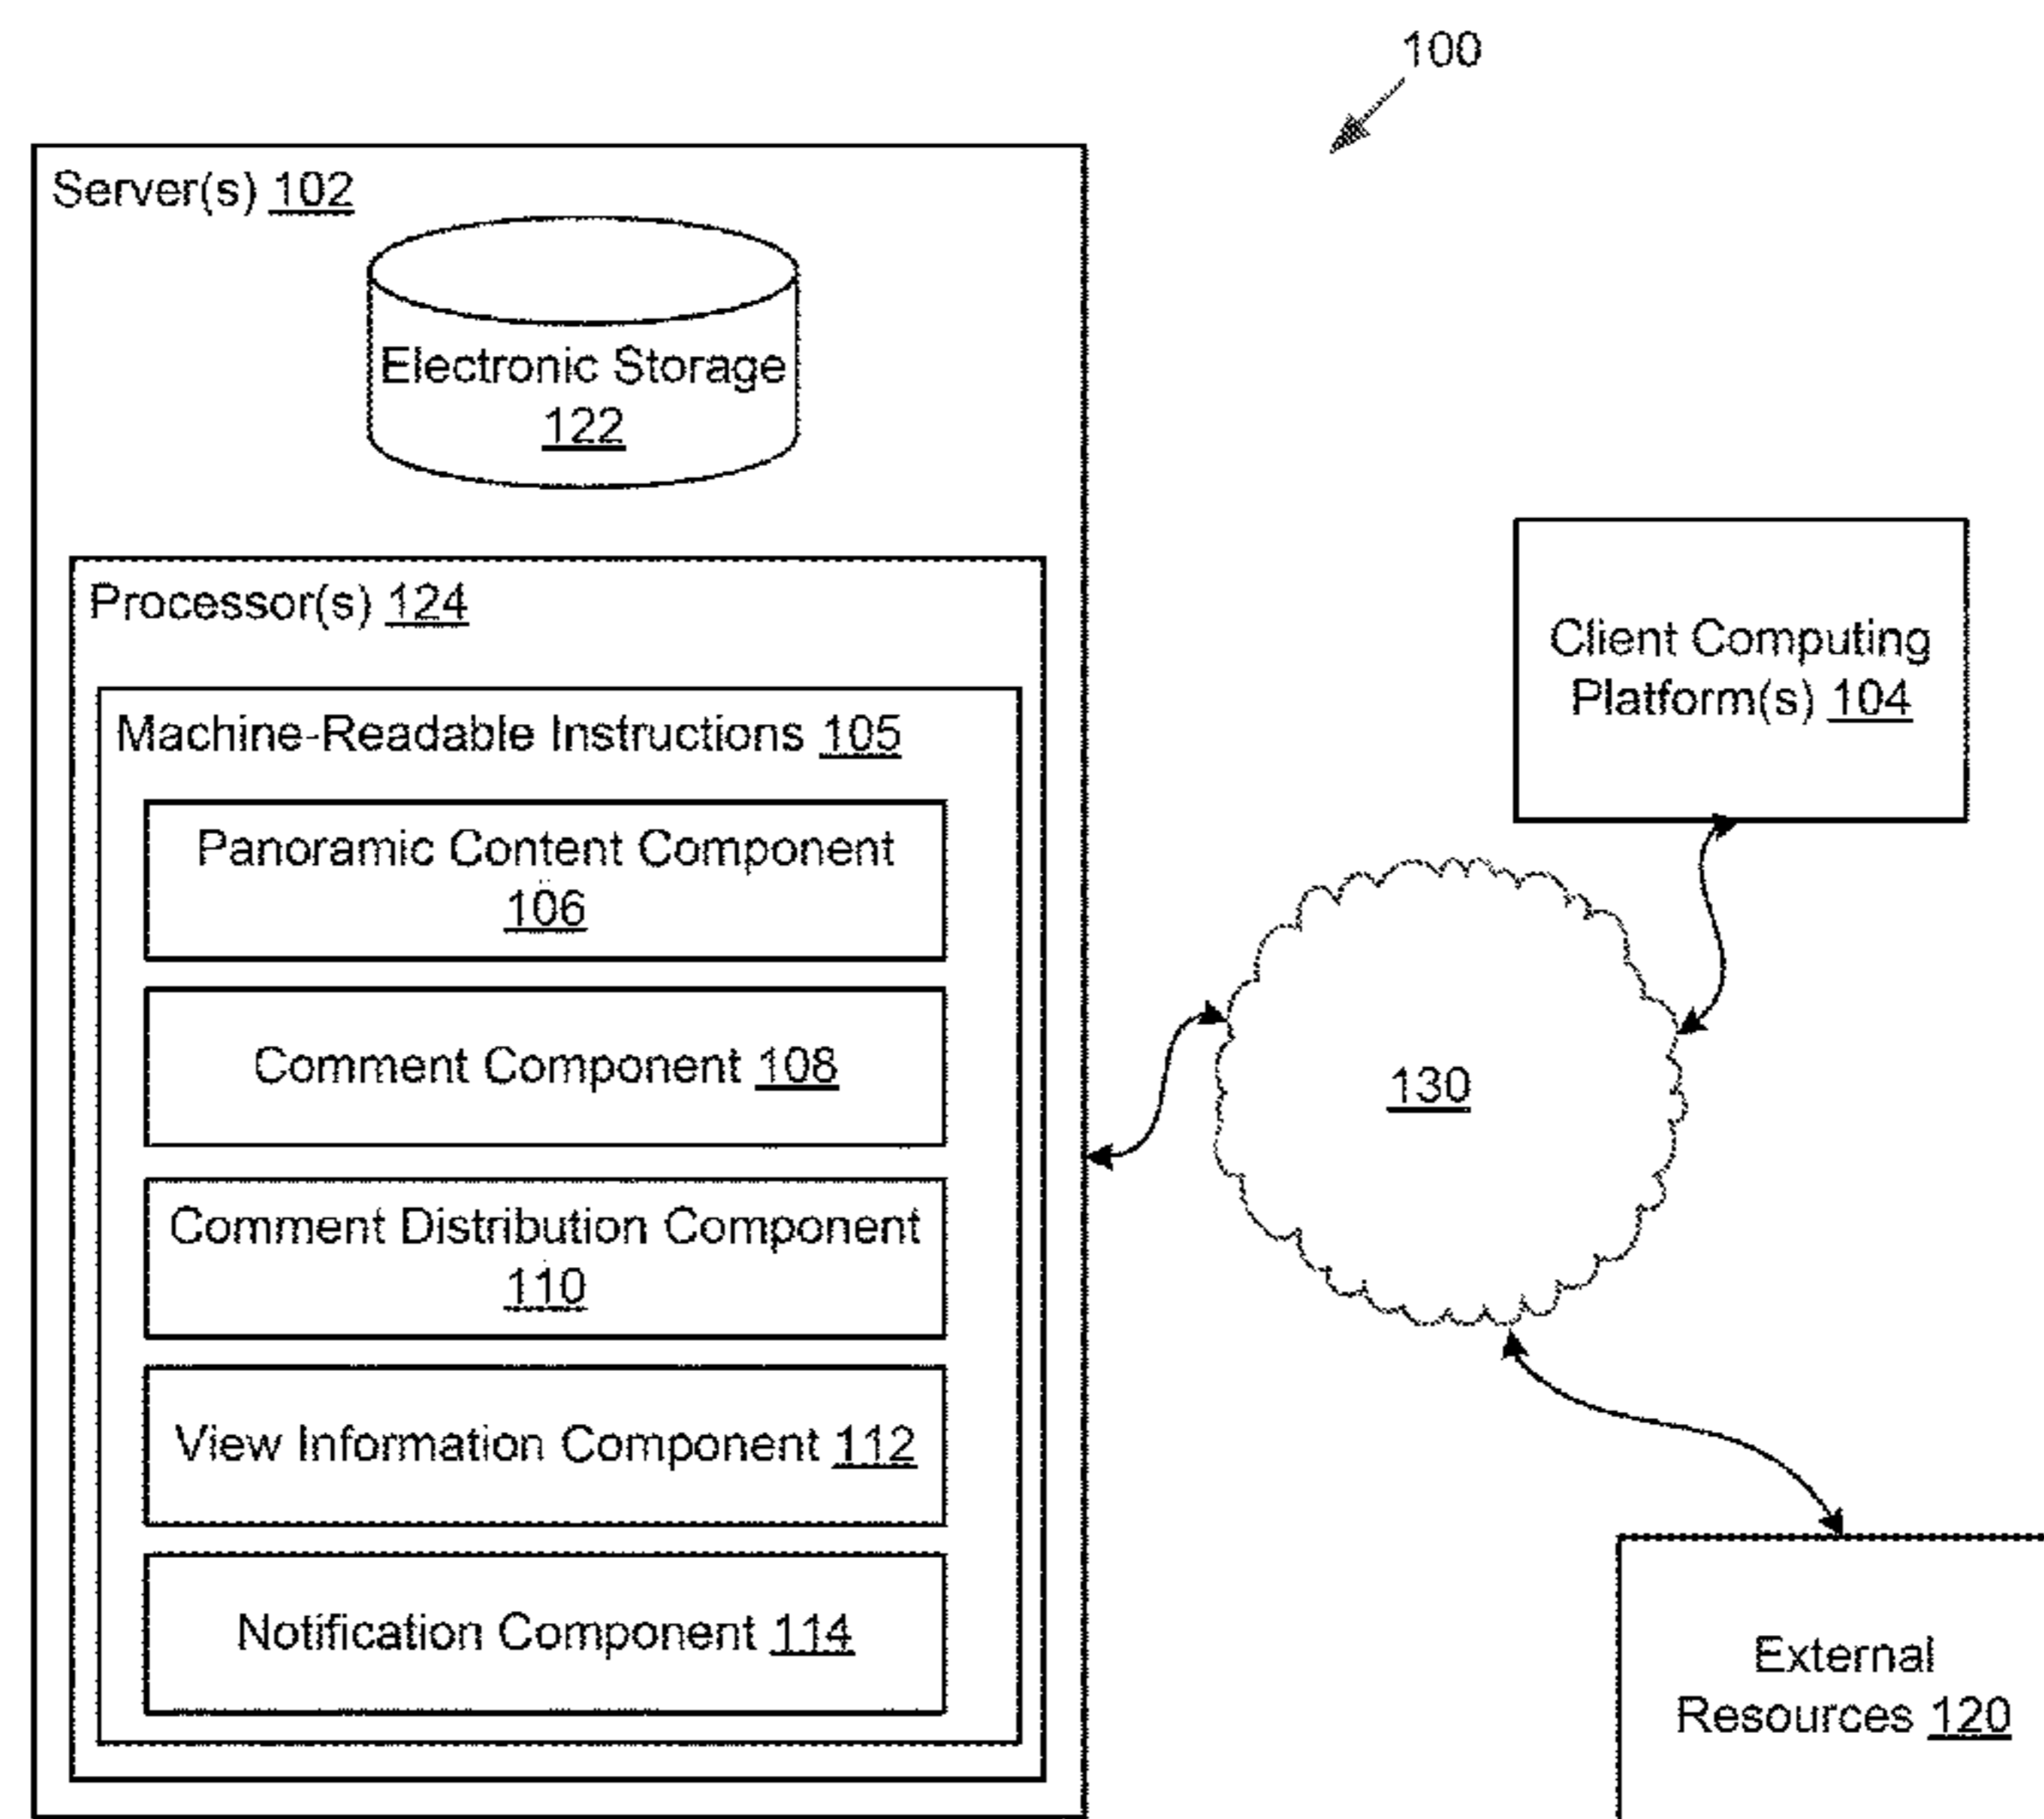 100
Server(s) 102
Electronic Storage
122
Processor(s) 124
Machine-Readable Instructions 105
Panoramic Content Component
106
Comment Component 108
Comment Distribution Component
110
View Information Component 112
Notification Component 114
Client Computing
Platform(s) 104
130
External
Resources 120